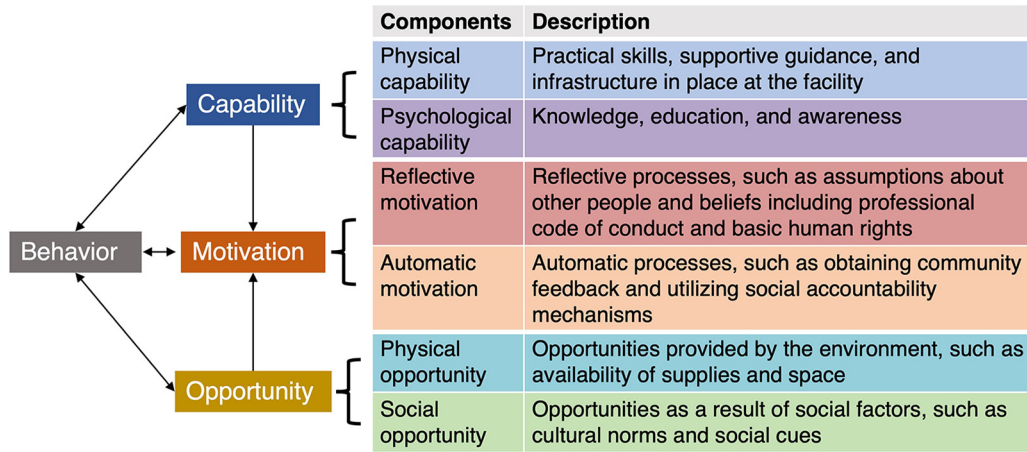 Components Description
Physical capability
Practical skills, supportive guidance, and
infrastructure in place at the facility
Capability
Psychological capability
Knowledge, education, and awareness
Reflective motivation
Reflective processes, such as assumptions about
other people and beliefs including professional
code of conduct and basic human rights
Behavior
Motivation
Automatic motivation
Automatic processes, such as obtaining community
feedback and utilizing social accountability
mechanisms
Physical opportunity
Opportunities provided by the environment, such as
availability of supplies and space
Opportunity
Social opportunity
Opportunities as a result of social factors, such as
cultural norms and social cues